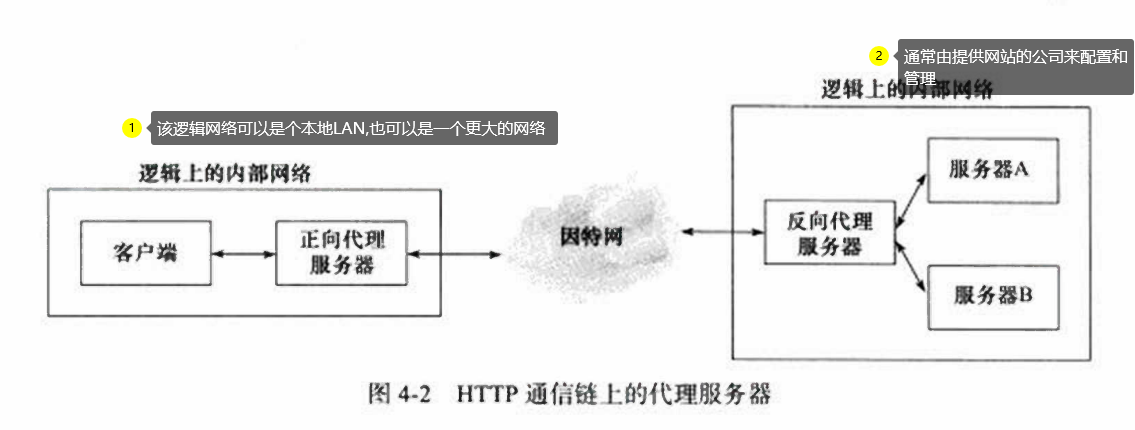 2
通常由提供网站的公司来配置和
管理
逻辑上的内部网络
1
该逻辑网络可以是个本地LAN,也可以是一个更大的网络
逻辑上的内部网络
客户端
正向代理
服务器
因特网
反向代理
服务器
服务器A
服务器B
图 4-2 HTTP 通信链上的代理服务器